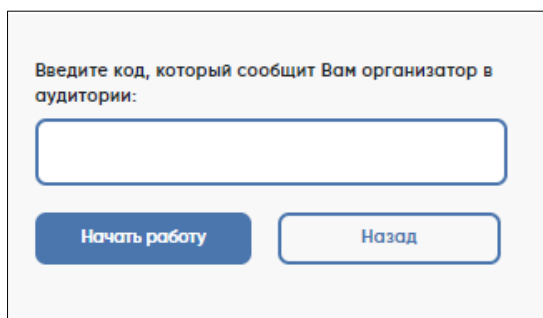 Введите код, который сообщит Вам организатор в
аудитории:
Начать работу
Назад